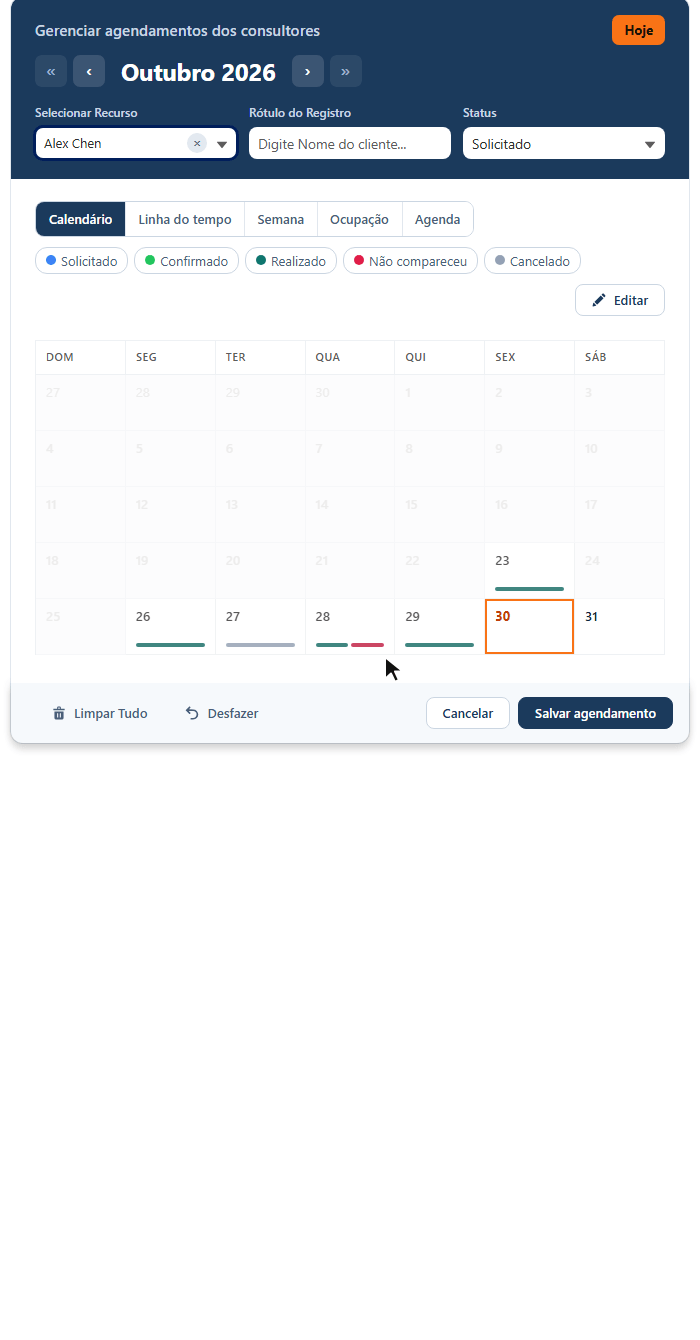 Gerenciar agendamentos dos consultores
Hoje
« ‹ Outubro 2026 › »
Selecionar Recurso Rótulo do Registro Status
Alex Chen × Digite Nome do cliente... Solicitado
Calendário Linha do tempo Semana Ocupação Agenda
Solicitado Confirmado Realizado Não compareceu Cancelado
Editar
DOM SEG TER QUA QUI SEX SÁB
27 28 29 30 1 2 3
4 5 6 7 8 9 10
11 12 13 14 15 16 17
18 19 20 21 22 23 24
25 26 27 28 29 30 31
Limpar Tudo Desfazer Cancelar Salvar agendamento